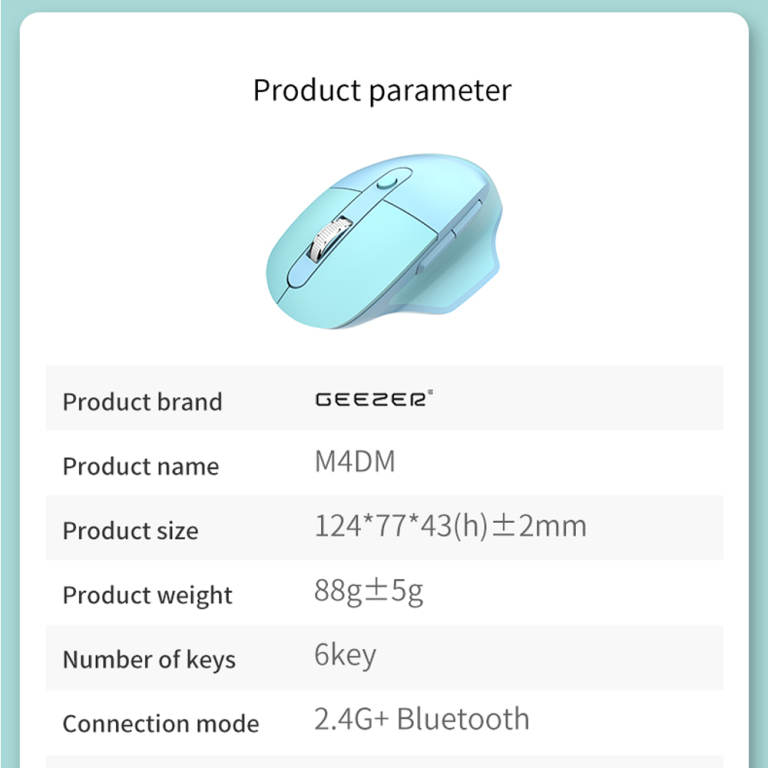 Product parameter
Product brand GEEZER®
Product name M4DM
Product size 124*77*43(h)±2mm
Product weight 88g±5g
Number of keys 6key
Connection mode 2.4G+ Bluetooth